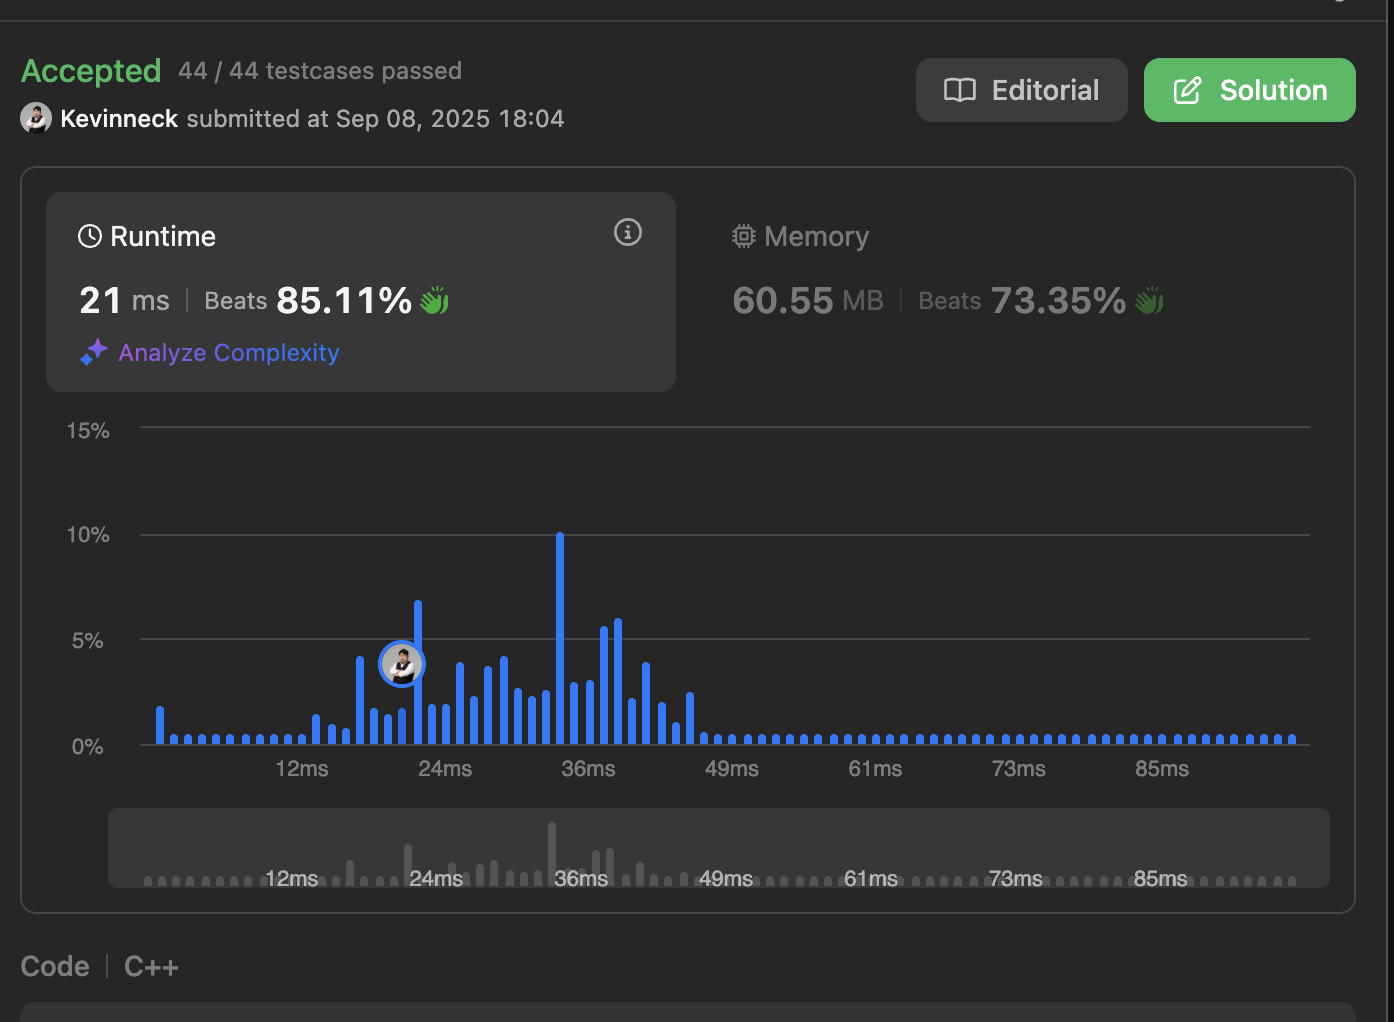 Accepted 44 / 44 testcases passed
Kevinneck submitted at Sep 08, 2025 18:04
Editorial
Solution
Runtime
21 ms | Beats 85.11%
Analyze Complexity
Memory
60.55 MB | Beats 73.35%
15%
10%
5%
0%
12ms 24ms 36ms 49ms 61ms 73ms 85ms
12ms 24ms 36ms 49ms 61ms 73ms 85ms
Code | C++